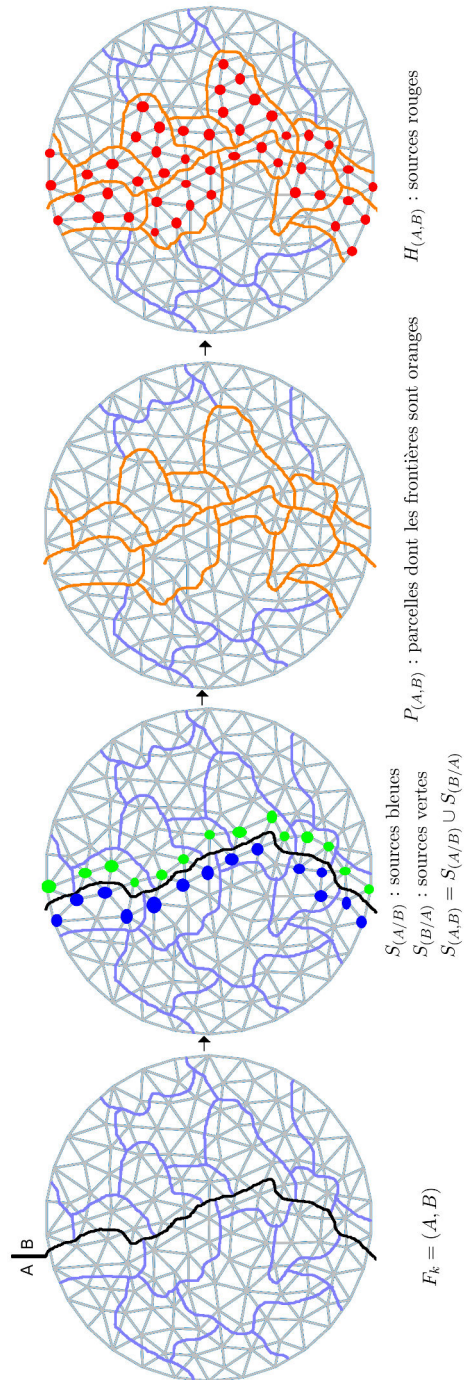 A
B
$F_k = (A, B)$
$S_{(A/B)}$ : sources bleues
$S_{(B/A)}$ : sources vertes
$S_{(A,B)} = S_{(A/B)} \cup S_{(B/A)}$
$P_{(A,B)}$ : parcelles dont les frontières sont oranges
$H_{(A,B)}$ : sources rouges